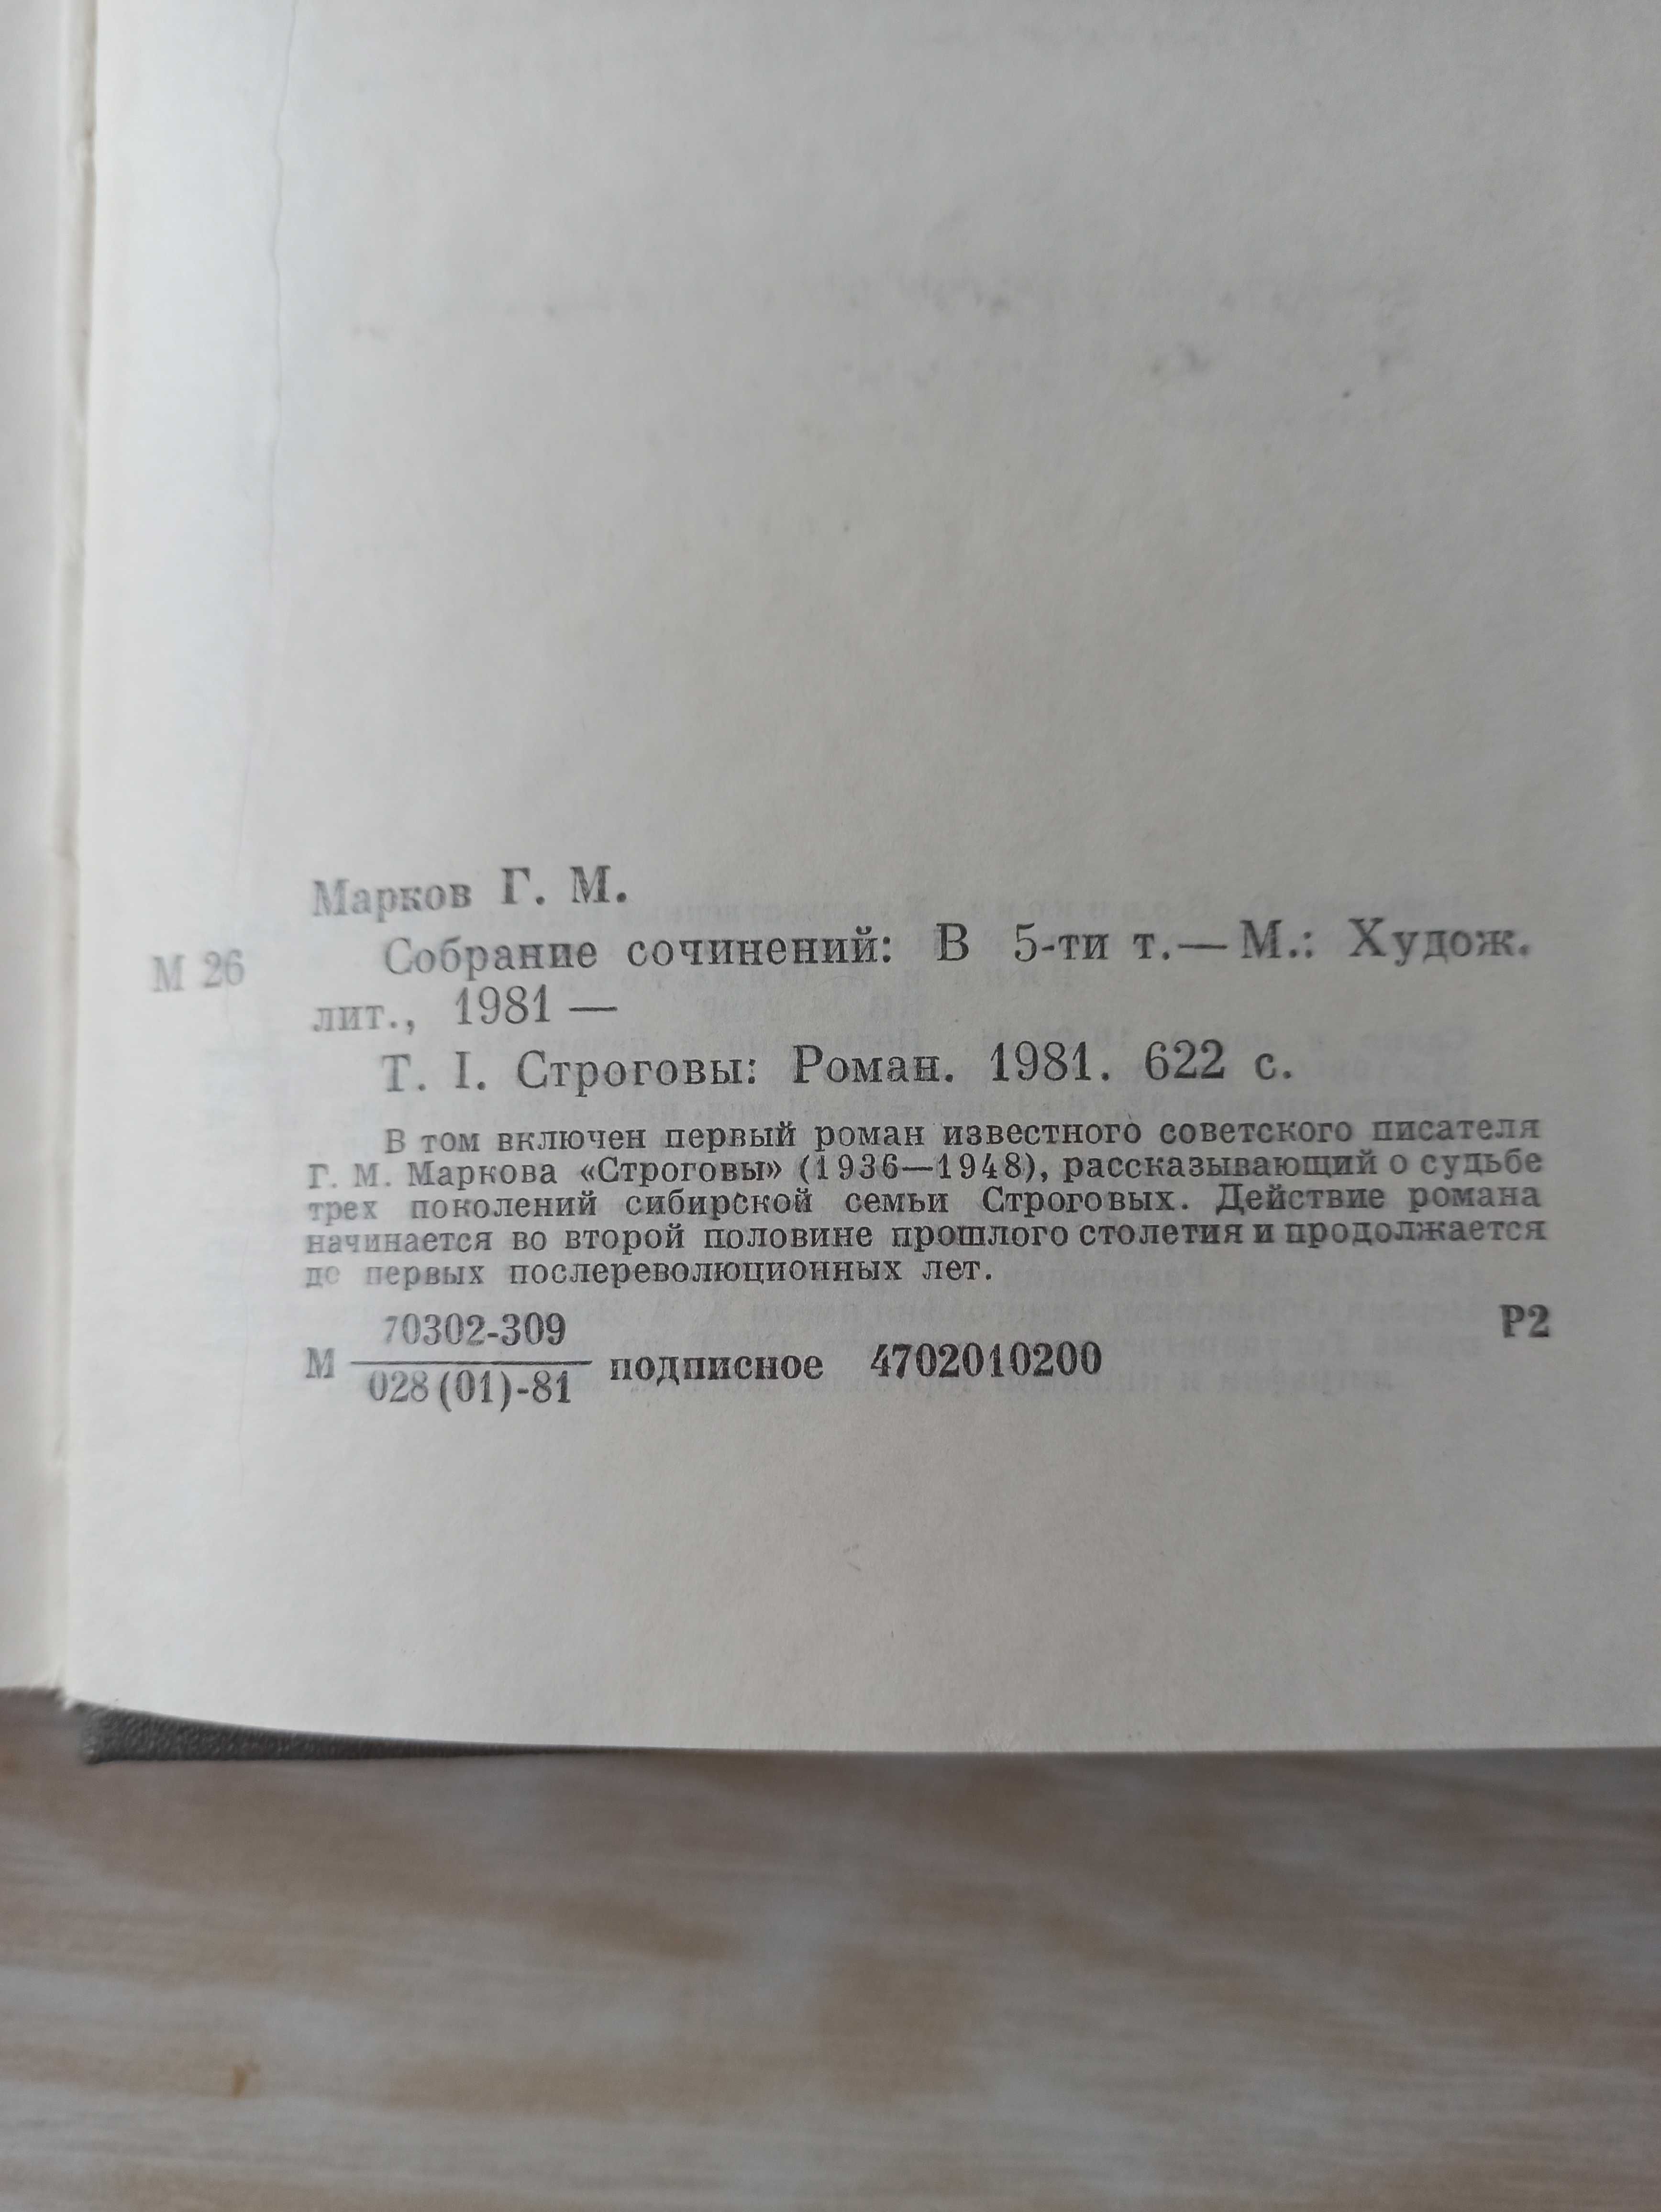 Марков Г. М.
М 26 Собрание сочинений: В 5-ти т.— М.: Худож.
лит., 1981 —
Т. I. Строговы: Роман. 1981. 622 с.
В том включен первый роман известного советского писателя
Г. М. Маркова «Строговы» (1936—1948), рассказывающий о судьбе
трех поколений сибирской семьи Строговых. Действие романа
начинается во второй половине прошлого столетия и продолжается
до первых послереволюционных лет.
Р2
70302-309
М подписное 4702010200
028(01)-81